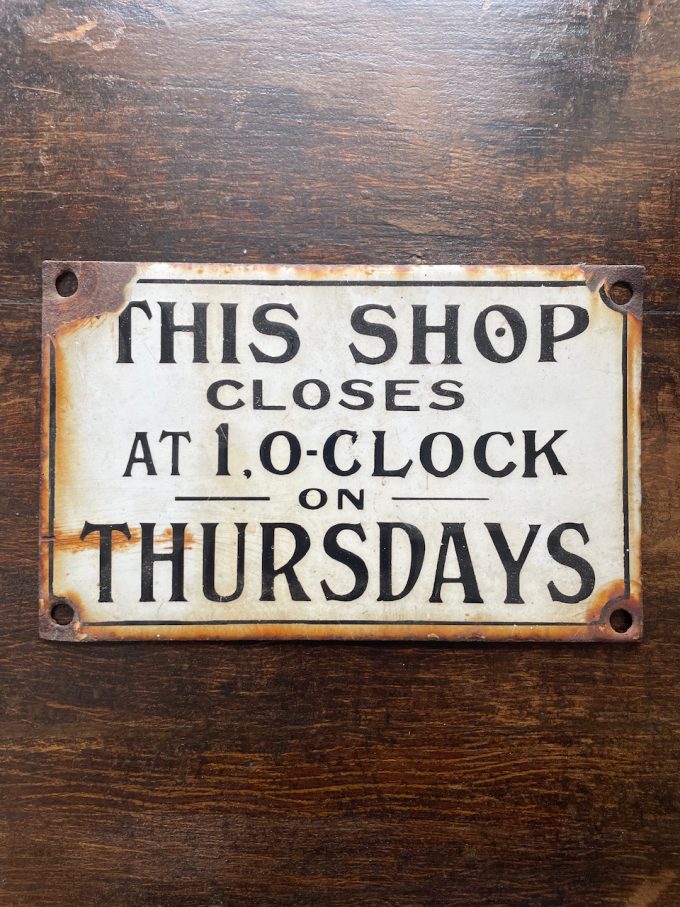 THIS SHOP
CLOSES
AT 1,O-CLOCK
ON
THURSDAYS